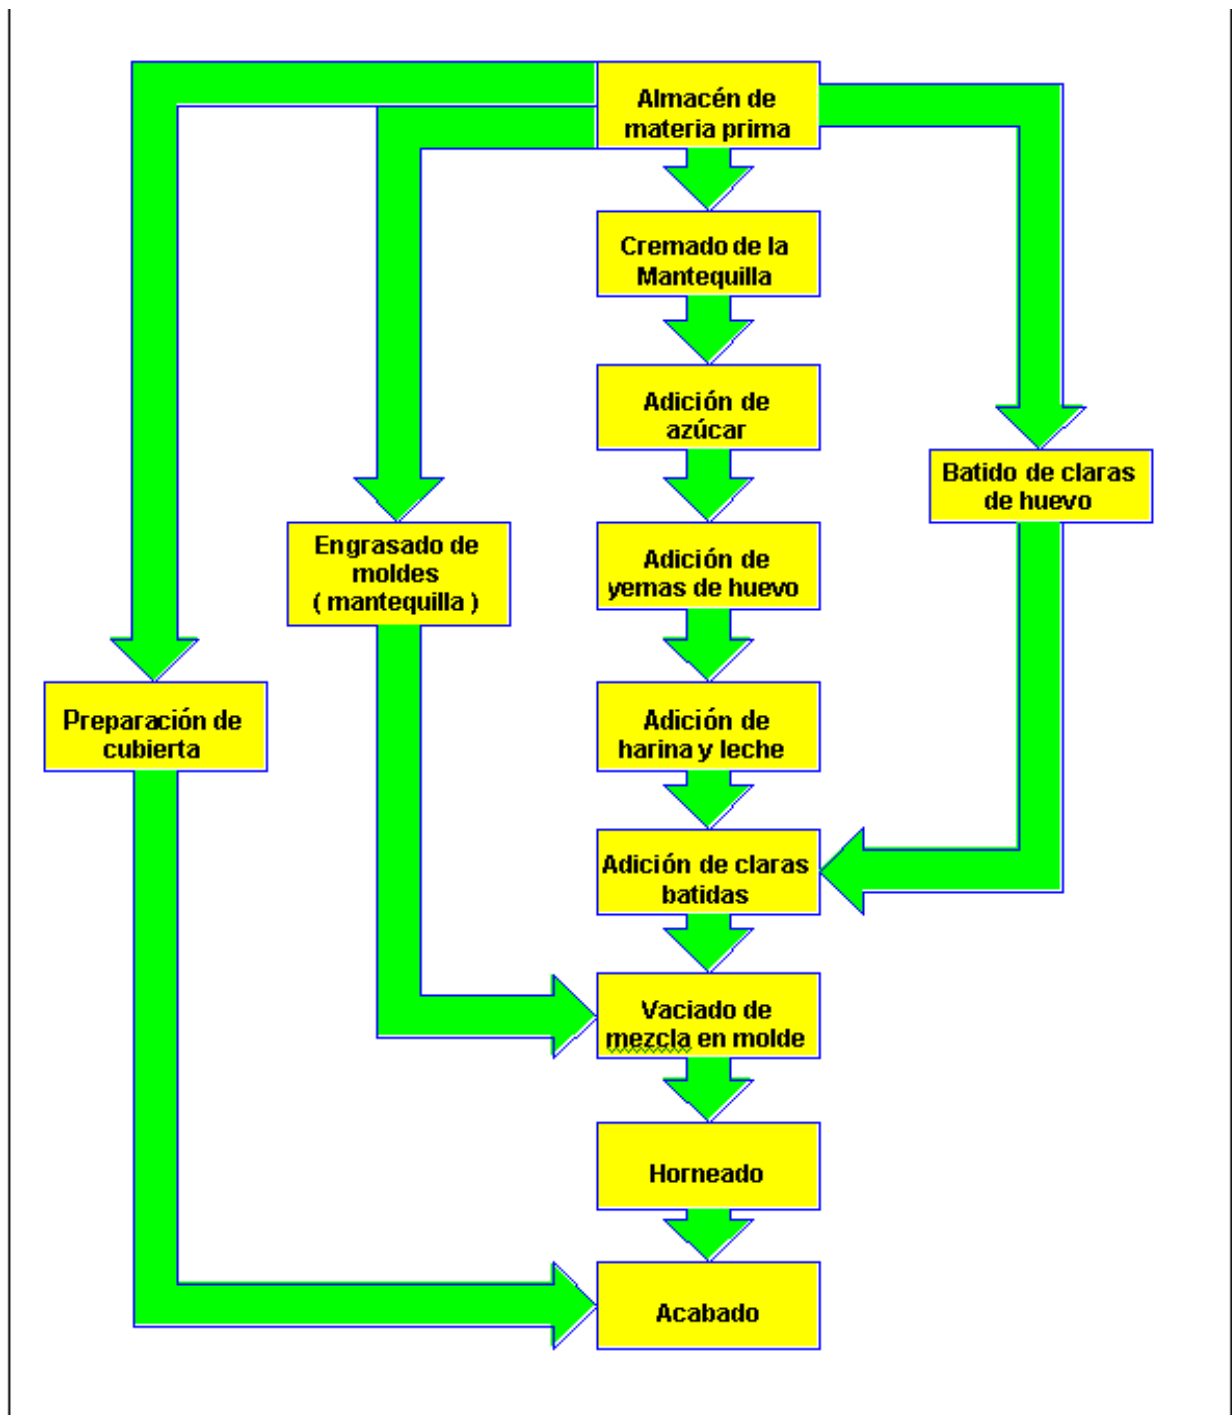 Almacén de
materia prima
Cremado de la
Mantequilla
Adición de
azúcar
Batido de claras
de huevo
Engrasado de
moldes
( mantequilla )
Adición de
yemas de huevo
Preparación de
cubierta
Adición de
harina y leche
Adición de claras
batidas
Vaciado de
mezcla en molde
Horneado
Acabado